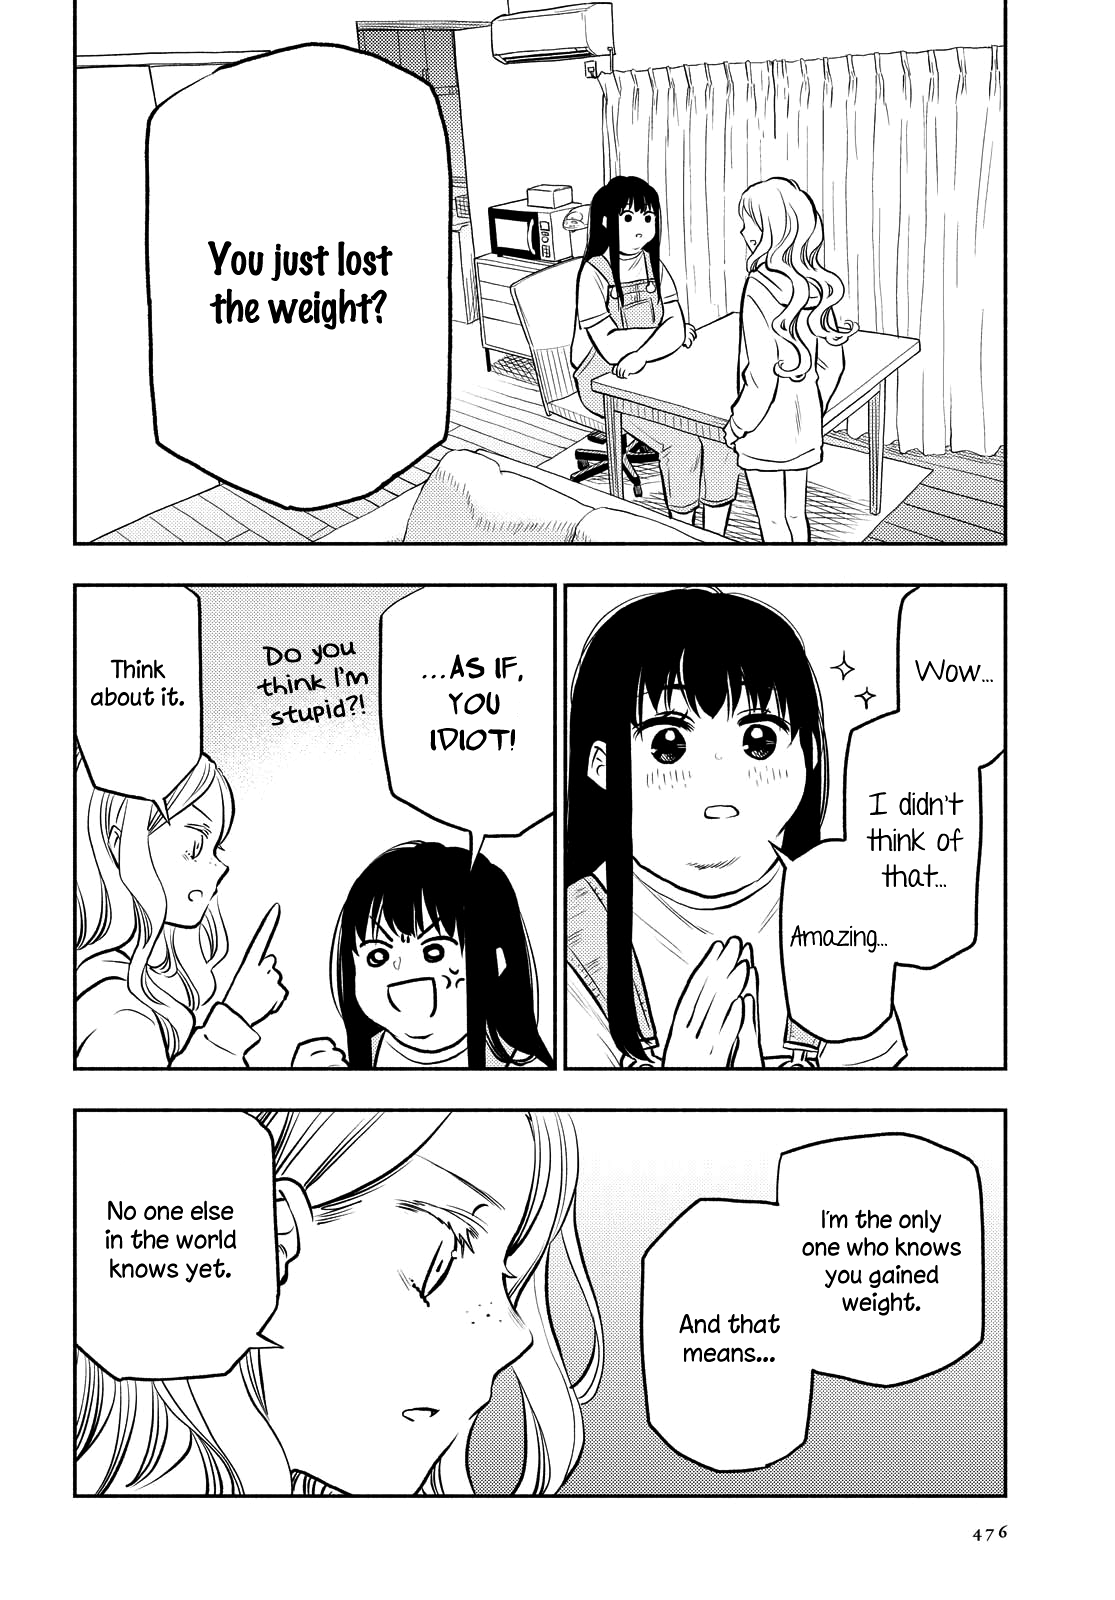 You just lost
the weight?
Wow...
I didn't
think of
that...
Amazing...
...AS IF,
YOU
IDIOT!
Do you
think I'm
stupid?!
Think
about it.
I'm the only
one who knows
you gained
weight.
And that
means...
No one else
in the world
knows yet.
476